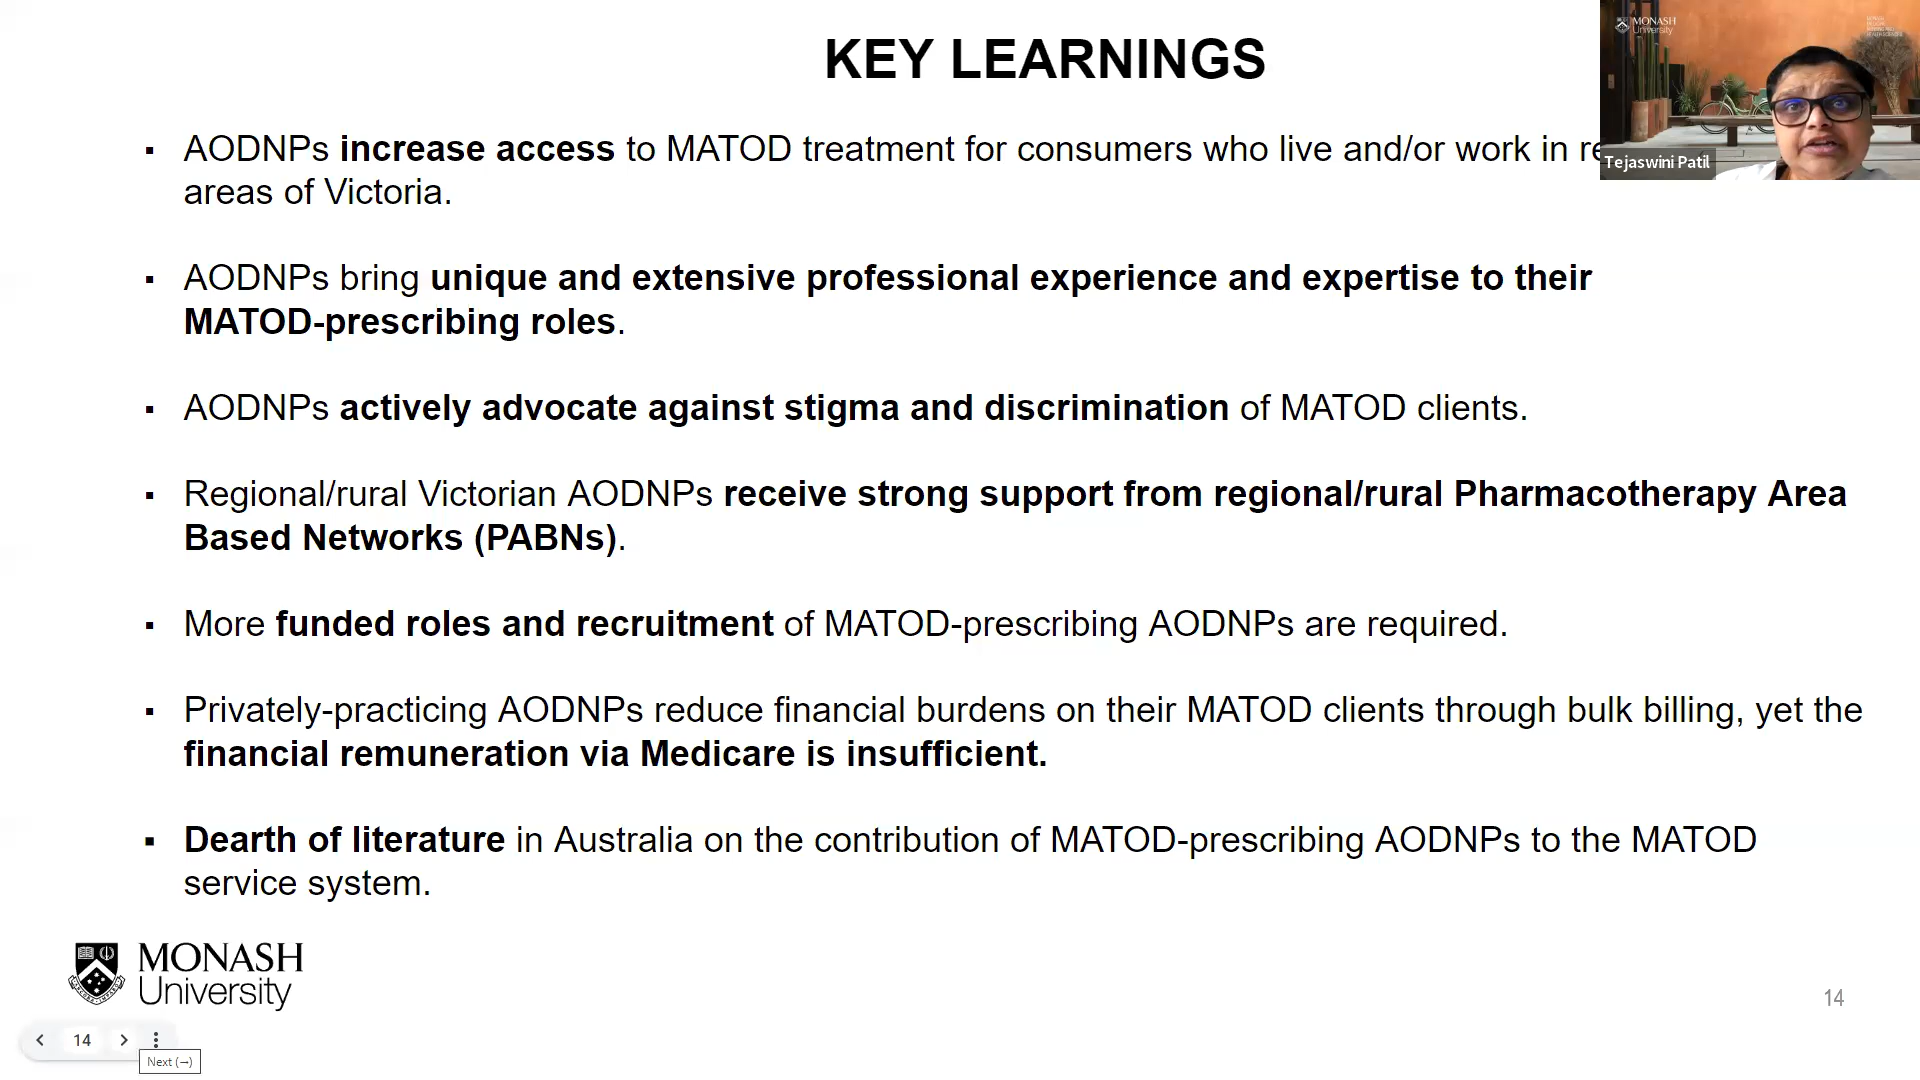 KEY LEARNINGS
MONASH
University
▪ AODNPs increase access to MATOD treatment for consumers who live and/or work in
Tejaswini Patil
areas of Victoria.
▪ AODNPs bring unique and extensive professional experience and expertise to their
MATOD-prescribing roles.
▪ AODNPs actively advocate against stigma and discrimination of MATOD clients.
▪ Regional/rural Victorian AODNPs receive strong support from regional/rural Pharmacotherapy Area
Based Networks (PABNs).
▪ More funded roles and recruitment of MATOD-prescribing AODNPs are required.
▪ Privately-practicing AODNPs reduce financial burdens on their MATOD clients through bulk billing, yet the
financial remuneration via Medicare is insufficient.
▪ Dearth of literature in Australia on the contribution of MATOD-prescribing AODNPs to the MATOD
service system.
MONASH
University
14
14
Next (→)